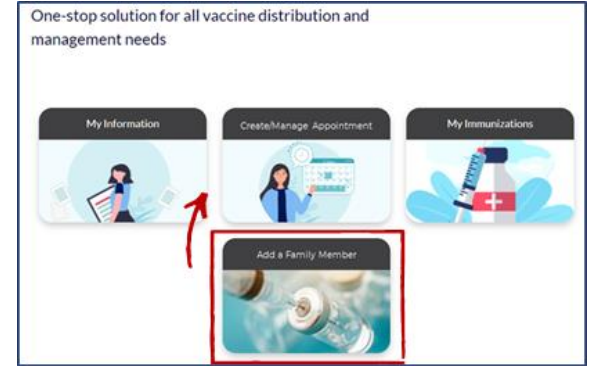 One-stop solution for all vaccine distribution and
management needs
My Information
Create/Manage Appointment
My Immunizations
Add a Family Member